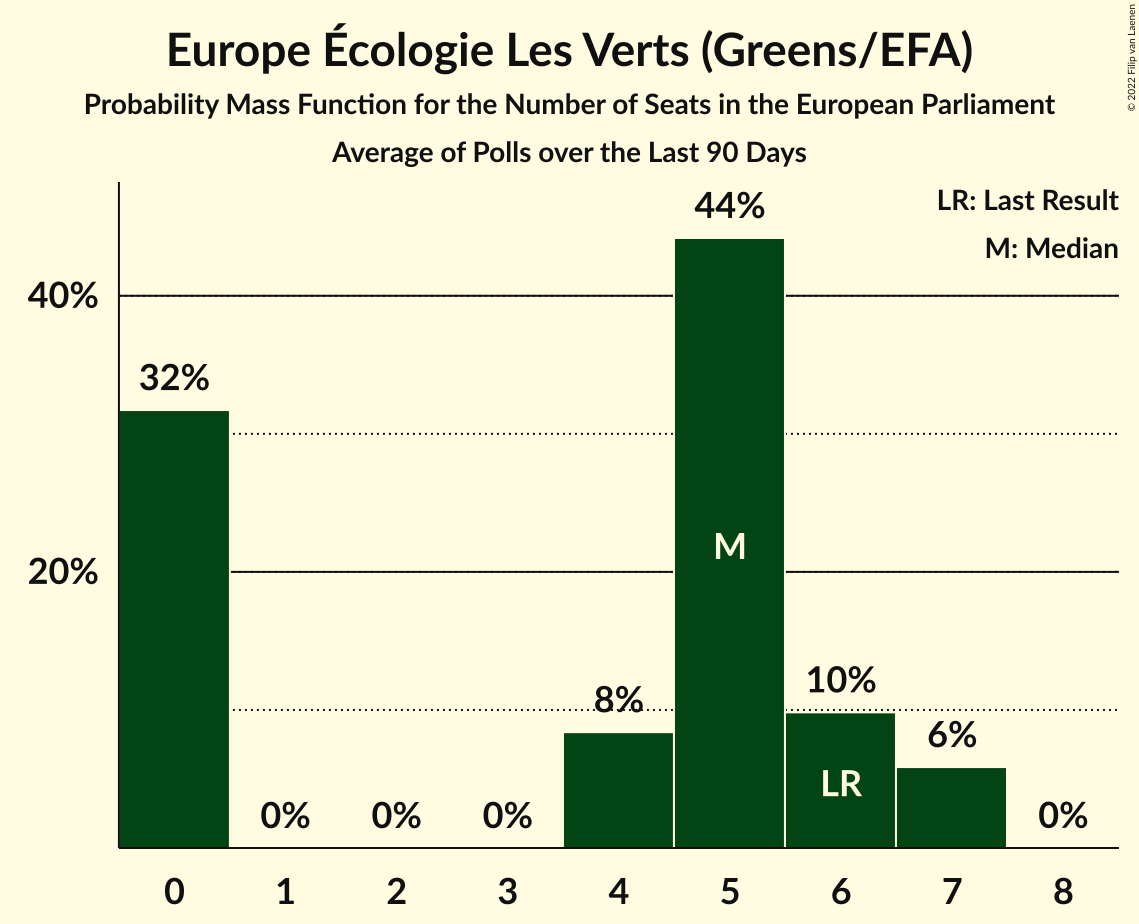 Europe Écologie Les Verts (Greens/EFA)
Probability Mass Function for the Number of Seats in the European Parliament
Average of Polls over the Last 90 Days
© 2022 Filip van Laenen
LR: Last Result
M: Median
40%
20%
32%
0%
0%
0%
8%
44%
10%
6%
0%
M
LR
0 1 2 3 4 5 6 7 8